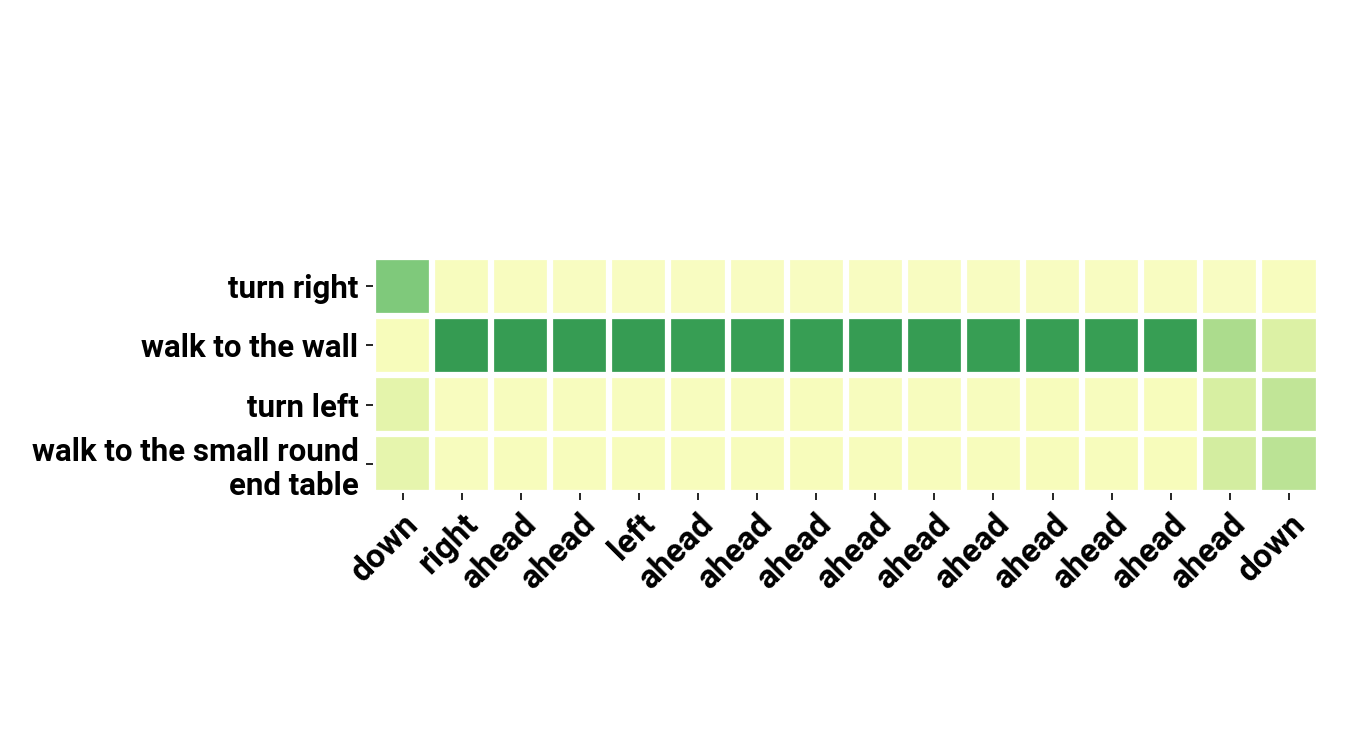 turn right
walk to the wall
turn left
walk to the small round
end table
down
right
ahead
ahead
left
ahead
ahead
ahead
ahead
ahead
ahead
ahead
ahead
ahead
ahead
down